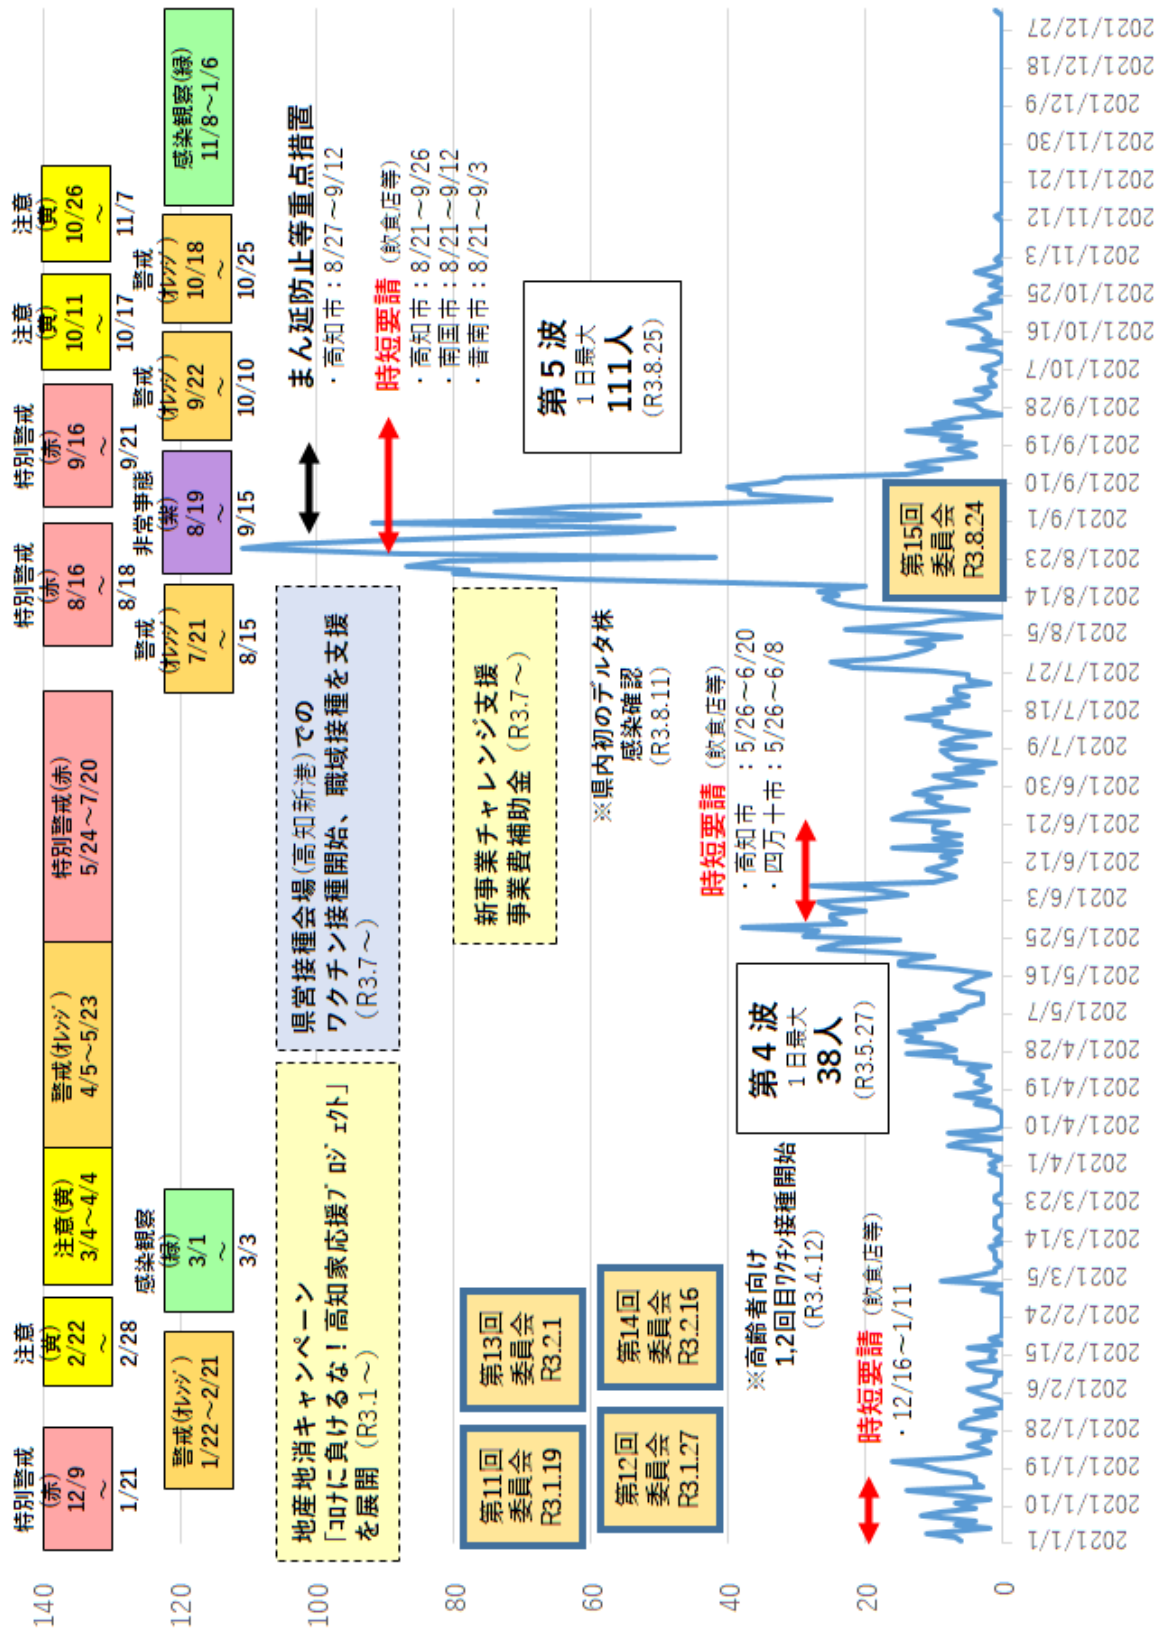 140
120
100
80
60
40
20
0
特別警戒
(赤)
12/9
～
1/21
警戒(ｵﾚﾝｼﾞ)
1/22～2/21
注意
(黄)
2/22
～
2/28
感染観察
(緑)
3/1
～
3/3
注意(黄)
3/4～4/4
警戒(ｵﾚﾝｼﾞ)
4/5～5/23
特別警戒(赤)
5/24～7/20
警戒
(ｵﾚﾝｼﾞ)
7/21
～
8/15
特別警戒
(赤)
8/16
～
8/18
非常事態
(紫)
8/19
～
9/15
特別警戒
(赤)
9/16
～
9/21
警戒
(ｵﾚﾝｼﾞ)
9/22
～
10/10
注意
(黄)
10/11
～
10/17
警戒
(ｵﾚﾝｼﾞ)
10/18
～
10/25
注意
(黄)
10/26
～
11/7
感染観察(緑)
11/8～1/6
地産地消キャンペーン
「ｺﾛﾅに負けるな！高知家応援ﾌﾟﾛｼﾞｪｸﾄ」
を展開（R3.1～）
県営接種会場(高知新港)での
ワクチン接種開始、職域接種を支援
（R3.7～）
まん延防止等重点措置
・高知市：8/27～9/12
時短要請（飲食店等）
・高知市：8/21～9/26
・南国市：8/21～9/12
・香南市：8/21～9/3
新事業チャレンジ支援
事業費補助金（R3.7～）
第５波
１日最大
111人
（R3.8.25）
第11回
委員会
R3.1.19
第13回
委員会
R3.2.1
第12回
委員会
R3.1.27
第14回
委員会
R3.2.16
※県内初のデルタ株
感染確認
（R3.8.11）
時短要請（飲食店等）
・高知市　：5/26～6/20
・四万十市：5/26～6/8
第４波
１日最大
38人
（R3.5.27）
※高齢者向け
1,2回目ﾜｸﾁﾝ接種開始
（R3.4.12）
時短要請（飲食店等）
・12/16～1/11
第15回
委員会
R3.8.24
2021/1/1
2021/1/10
2021/1/19
2021/1/28
2021/2/6
2021/2/15
2021/2/24
2021/3/5
2021/3/14
2021/3/23
2021/4/1
2021/4/10
2021/4/19
2021/4/28
2021/5/7
2021/5/16
2021/5/25
2021/6/3
2021/6/12
2021/6/21
2021/6/30
2021/7/9
2021/7/18
2021/7/27
2021/8/5
2021/8/14
2021/8/23
2021/9/1
2021/9/10
2021/9/19
2021/9/28
2021/10/7
2021/10/16
2021/10/25
2021/11/3
2021/11/12
2021/11/21
2021/11/30
2021/12/9
2021/12/18
2021/12/27